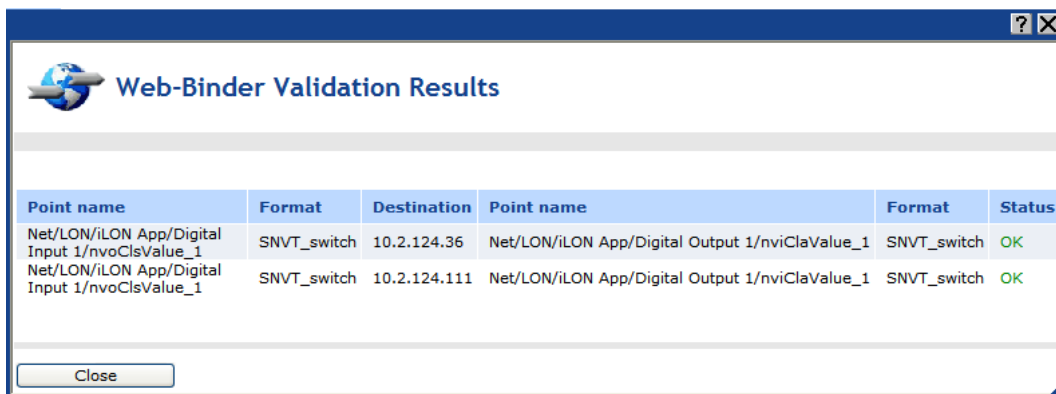 ?
Web-Binder Validation Results
Point name Format Destination Point name Format Status
Net/LON/iLON App/Digital
Input 1/nvoClsValue_1 SNVT_switch 10.2.124.36 Net/LON/iLON App/Digital Output 1/nviClaValue_1 SNVT_switch OK
Net/LON/iLON App/Digital
Input 1/nvoClsValue_1 SNVT_switch 10.2.124.111 Net/LON/iLON App/Digital Output 1/nviClaValue_1 SNVT_switch OK
Close